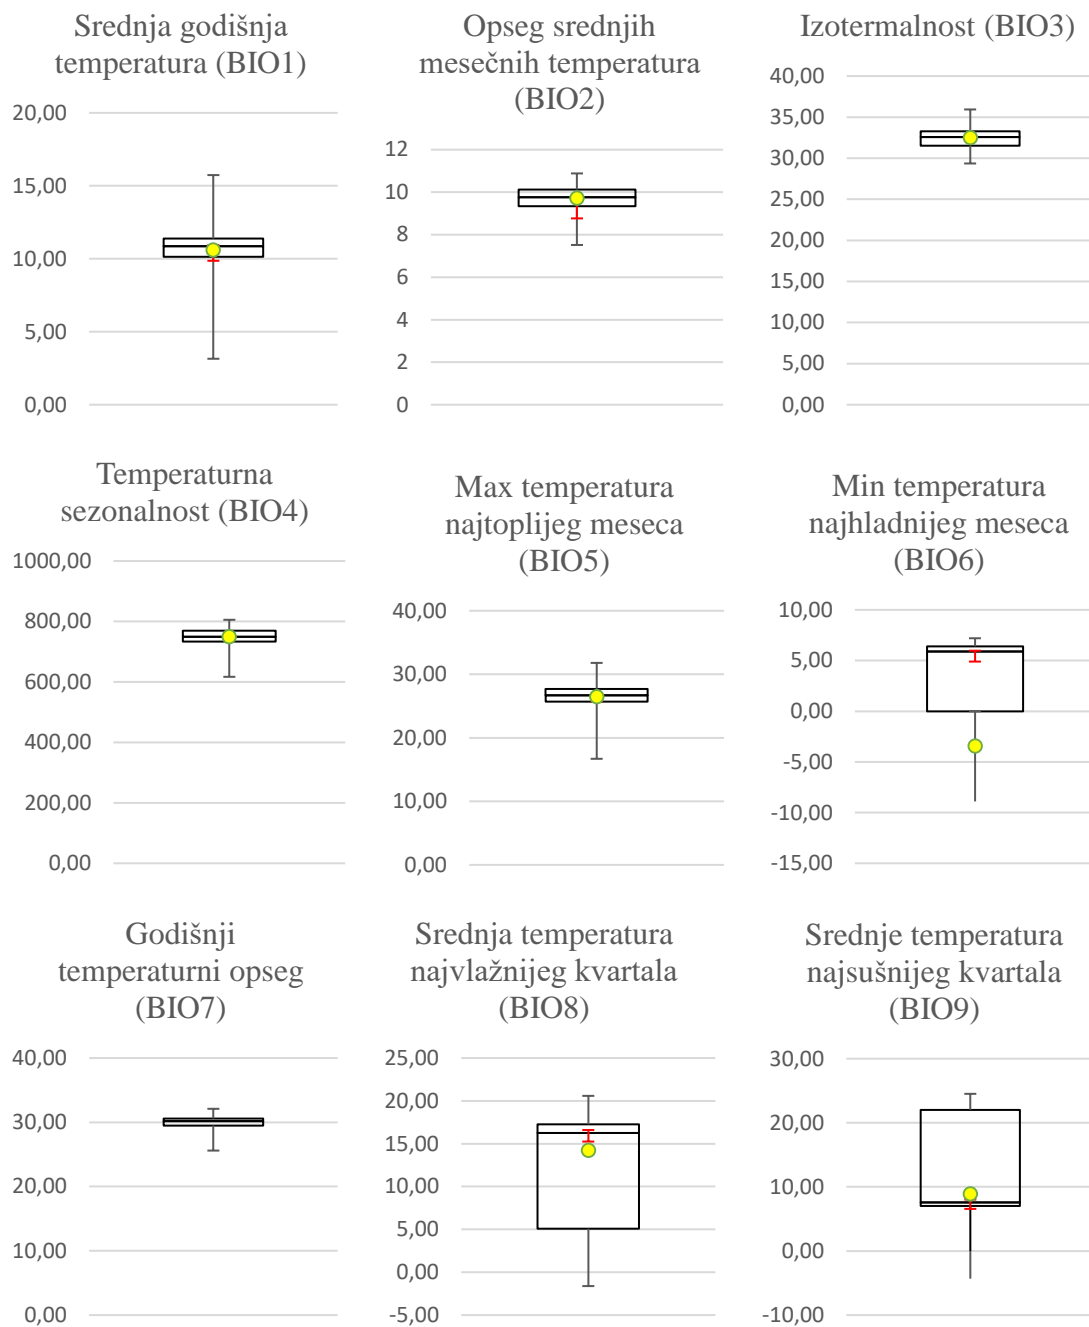 Srednja godišnja
temperatura (BIO1)
20,00
15,00
10,00
5,00
0,00
Opseg srednjih
mesečnih temperatura
(BIO2)
12
10
8
6
4
2
0
Izotermalnost (BIO3)
40,00
35,00
30,00
25,00
20,00
15,00
10,00
5,00
0,00
Temperaturna
sezonalnost (BIO4)
1000,00
800,00
600,00
400,00
200,00
0,00
Max temperatura
najtoplijeg meseca
(BIO5)
40,00
30,00
20,00
10,00
0,00
Min temperatura
najhladnijeg meseca
(BIO6)
10,00
5,00
0,00
-5,00
-10,00
-15,00
Godišnji
temperaturni opseg
(BIO7)
40,00
30,00
20,00
10,00
0,00
Srednja temperatura
najvlažnijeg kvartala
(BIO8)
25,00
20,00
15,00
10,00
5,00
0,00
-5,00
Srednje temperatura
najsušnijeg kvartala
(BIO9)
30,00
20,00
10,00
0,00
-10,00